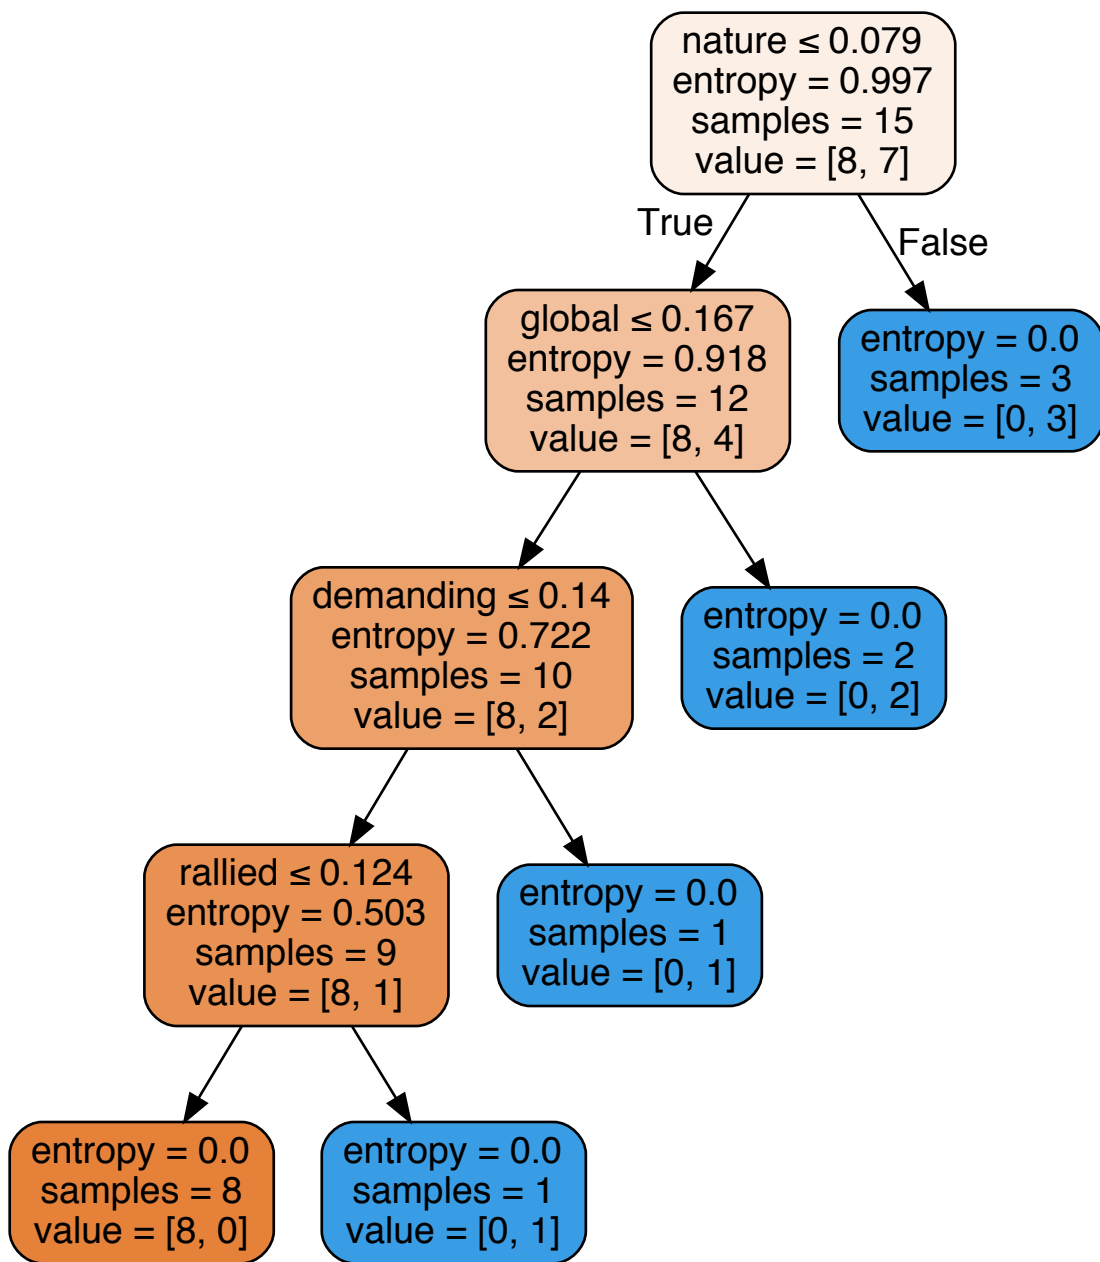 nature ≤ 0.079
entropy = 0.997
samples = 15
value = [8, 7]
True
False
global ≤ 0.167
entropy = 0.918
samples = 12
value = [8, 4]
entropy = 0.0
samples = 3
value = [0, 3]
demanding ≤ 0.14
entropy = 0.722
samples = 10
value = [8, 2]
entropy = 0.0
samples = 2
value = [0, 2]
rallied ≤ 0.124
entropy = 0.503
samples = 9
value = [8, 1]
entropy = 0.0
samples = 1
value = [0, 1]
entropy = 0.0
samples = 8
value = [8, 0]
entropy = 0.0
samples = 1
value = [0, 1]